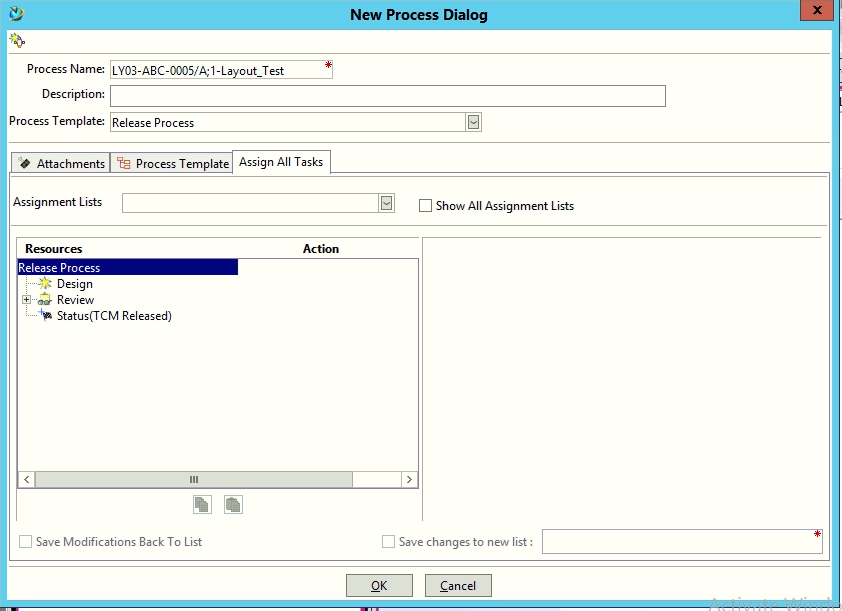 New Process Dialog
X
Process Name: LY03-ABC-0005/A;1-Layout_Test *
Description:
Process Template: Release Process
Attachments Process Template Assign All Tasks
Assignment Lists Show All Assignment Lists
Resources Action
Release Process
Design
Review
Status(TCM Released)
Save Modifications Back To List Save changes to new list : *
OK Cancel